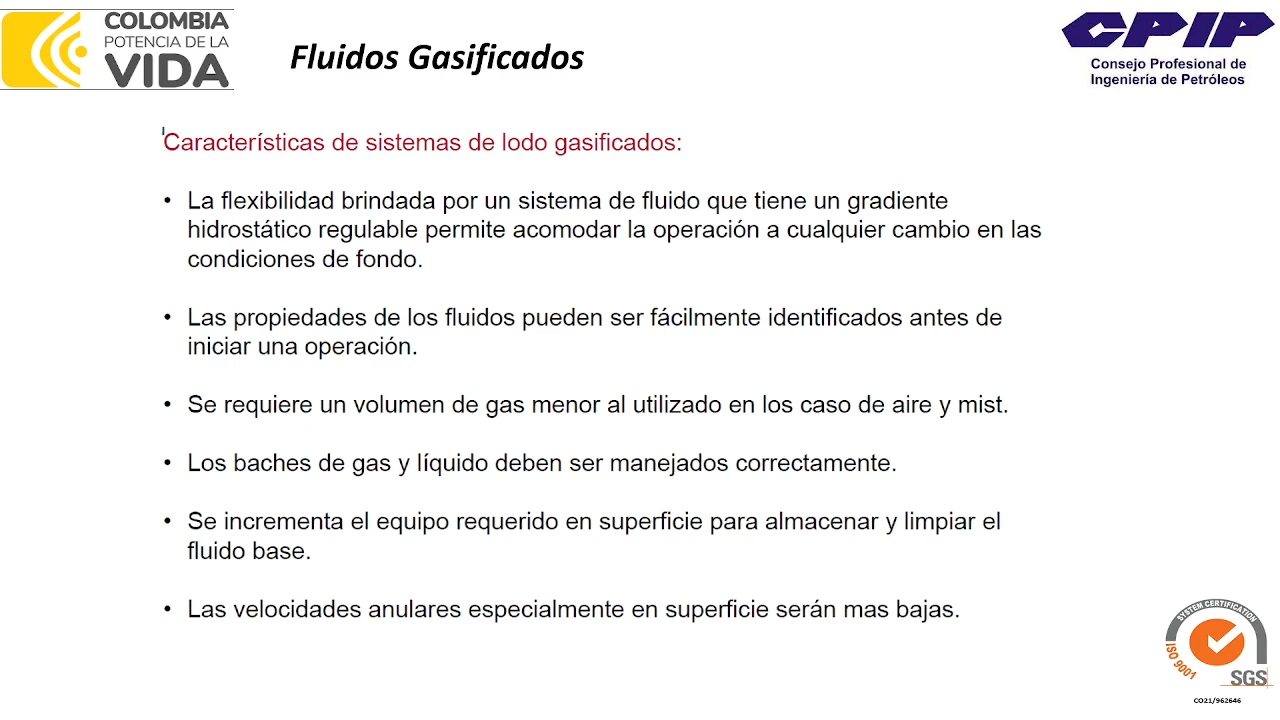 COLOMBIA
POTENCIA DE LA
VIDA
Fluidos Gasificados
CPIP
Consejo Profesional de
Ingeniería de Petróleos
Características de sistemas de lodo gasificados:
• La flexibilidad brindada por un sistema de fluido que tiene un gradiente
hidrostático regulable permite acomodar la operación a cualquier cambio en las
condiciones de fondo.
• Las propiedades de los fluidos pueden ser fácilmente identificados antes de
iniciar una operación.
• Se requiere un volumen de gas menor al utilizado en los caso de aire y mist.
• Los baches de gas y líquido deben ser manejados correctamente.
• Se incrementa el equipo requerido en superficie para almacenar y limpiar el
fluido base.
• Las velocidades anulares especialmente en superficie serán mas bajas.
SYSTEM CERTIFICATION
ISO 9001
SGS
CO21/962646